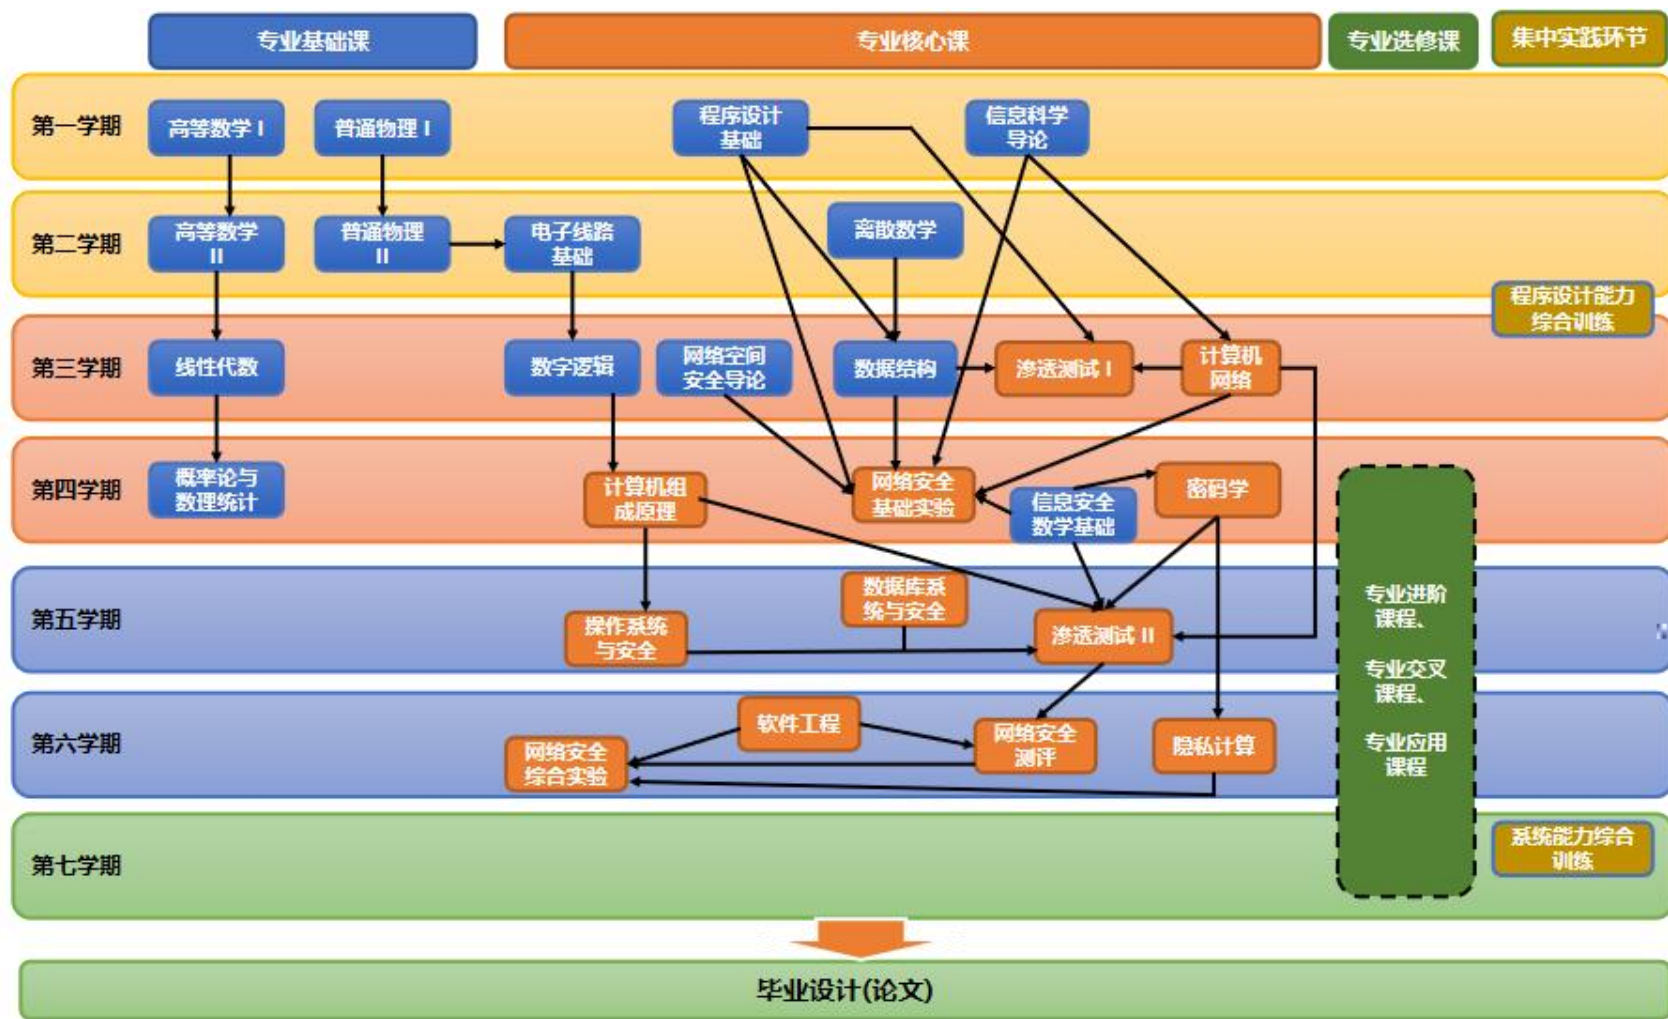 专业基础课
专业核心课
专业选修课
集中实践环节
第一学期
高等数学 I
普通物理 I
程序设计
基础
信息科学
导论
第二学期
高等数学
II
普通物理
II
电子线路
基础
离散数学
程序设计能力
综合训练
第三学期
线性代数
数字逻辑
网络空间
安全导论
数据结构
渗透测试 I
计算机
网络
第四学期
概率论与
数理统计
计算机组
成原理
网络安全
基础实验
信息安全
数学基础
密码学
第五学期
操作系统
与安全
数据库系
统与安全
渗透测试 II
专业进阶
课程、
专业交叉
课程、
专业应用
课程
第六学期
网络安全
综合实验
软件工程
网络安全
测评
隐私计算
第七学期
系统能力综合
训练
毕业设计(论文)